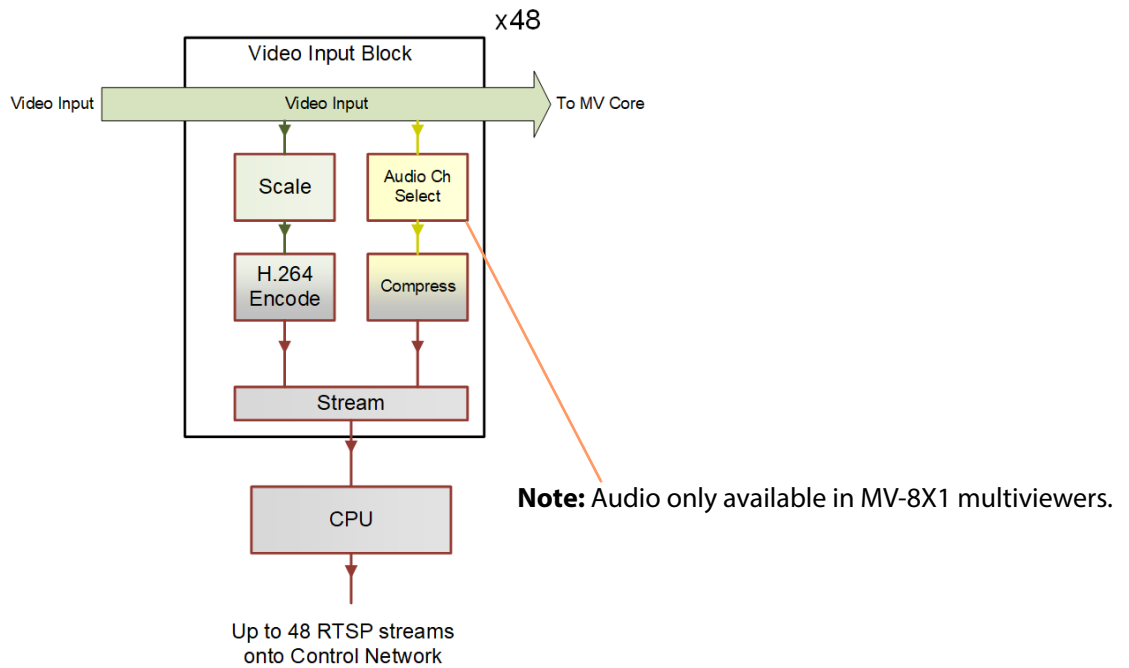 x48
Video Input Block
Video Input
Video Input
To MV Core
Scale
Audio Ch
Select
H.264
Encode
Compress
Stream
Note: Audio only available in MV-8X1 multiviewers.
CPU
Up to 48 RTSP streams
onto Control Network